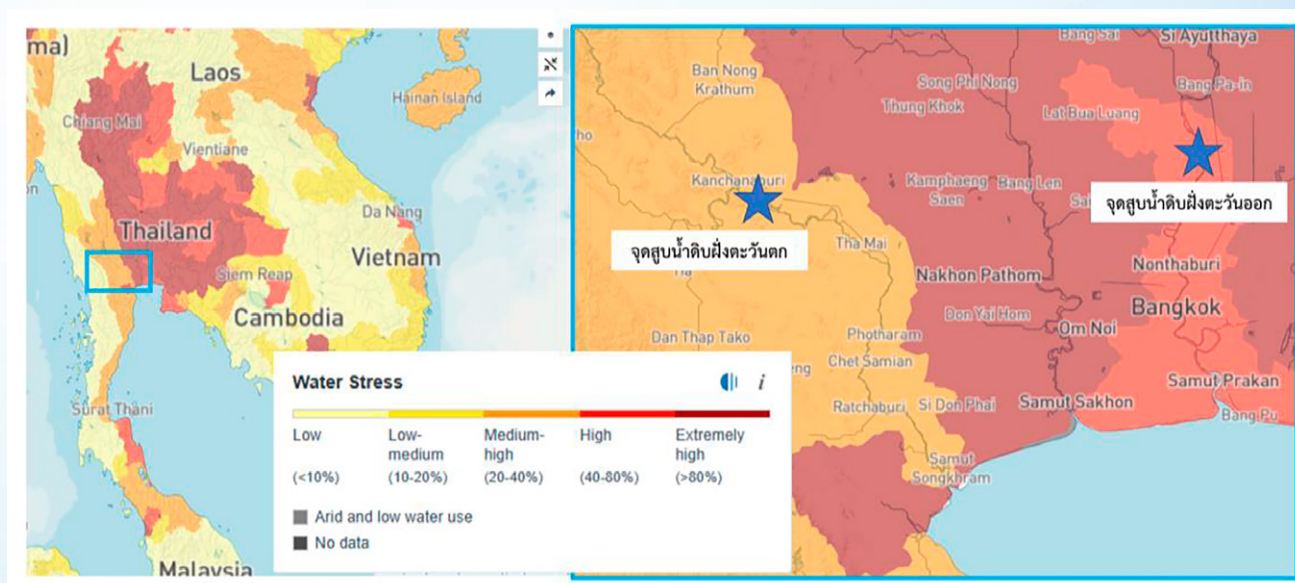 ma)
Laos
Hainan Island
Chiang Mai
Vientiane
Thailand
Da Nang
Siem Reap
Vietnam
Cambodia
Surat Thani
Malaysia
Water Stress
i
Low
Low-
medium
Medium-
high
High
Extremely
high
(<10%)
(10-20%)
(20-40%)
(40-80%)
(>80%)
Arid and low water use
No data
Bang Sai
Si Ayutthaya
Ban Nong
Krathum
Song Phi Nong
Bang Pa-in
Thung Khok
Lat Bua Luang
ho
Kanchanaburi
Kamphaeng
Saen
Bang Len
Sai
จุดสูบน้ำดิบฝั่งตะวันออก
จุดสูบน้ำดิบฝั่งตะวันตก
Tha Mai
Nakhon Pathom
Nonthaburi
Don Yai Hom
Bangkok
Om Noi
Dan Thap Tako
Photharam
eng
Chet Samian
Samut Prakan
Ratchaburi
Si Don Phai
Samut Sakhon
Bang Pu
Samut
Songkhram